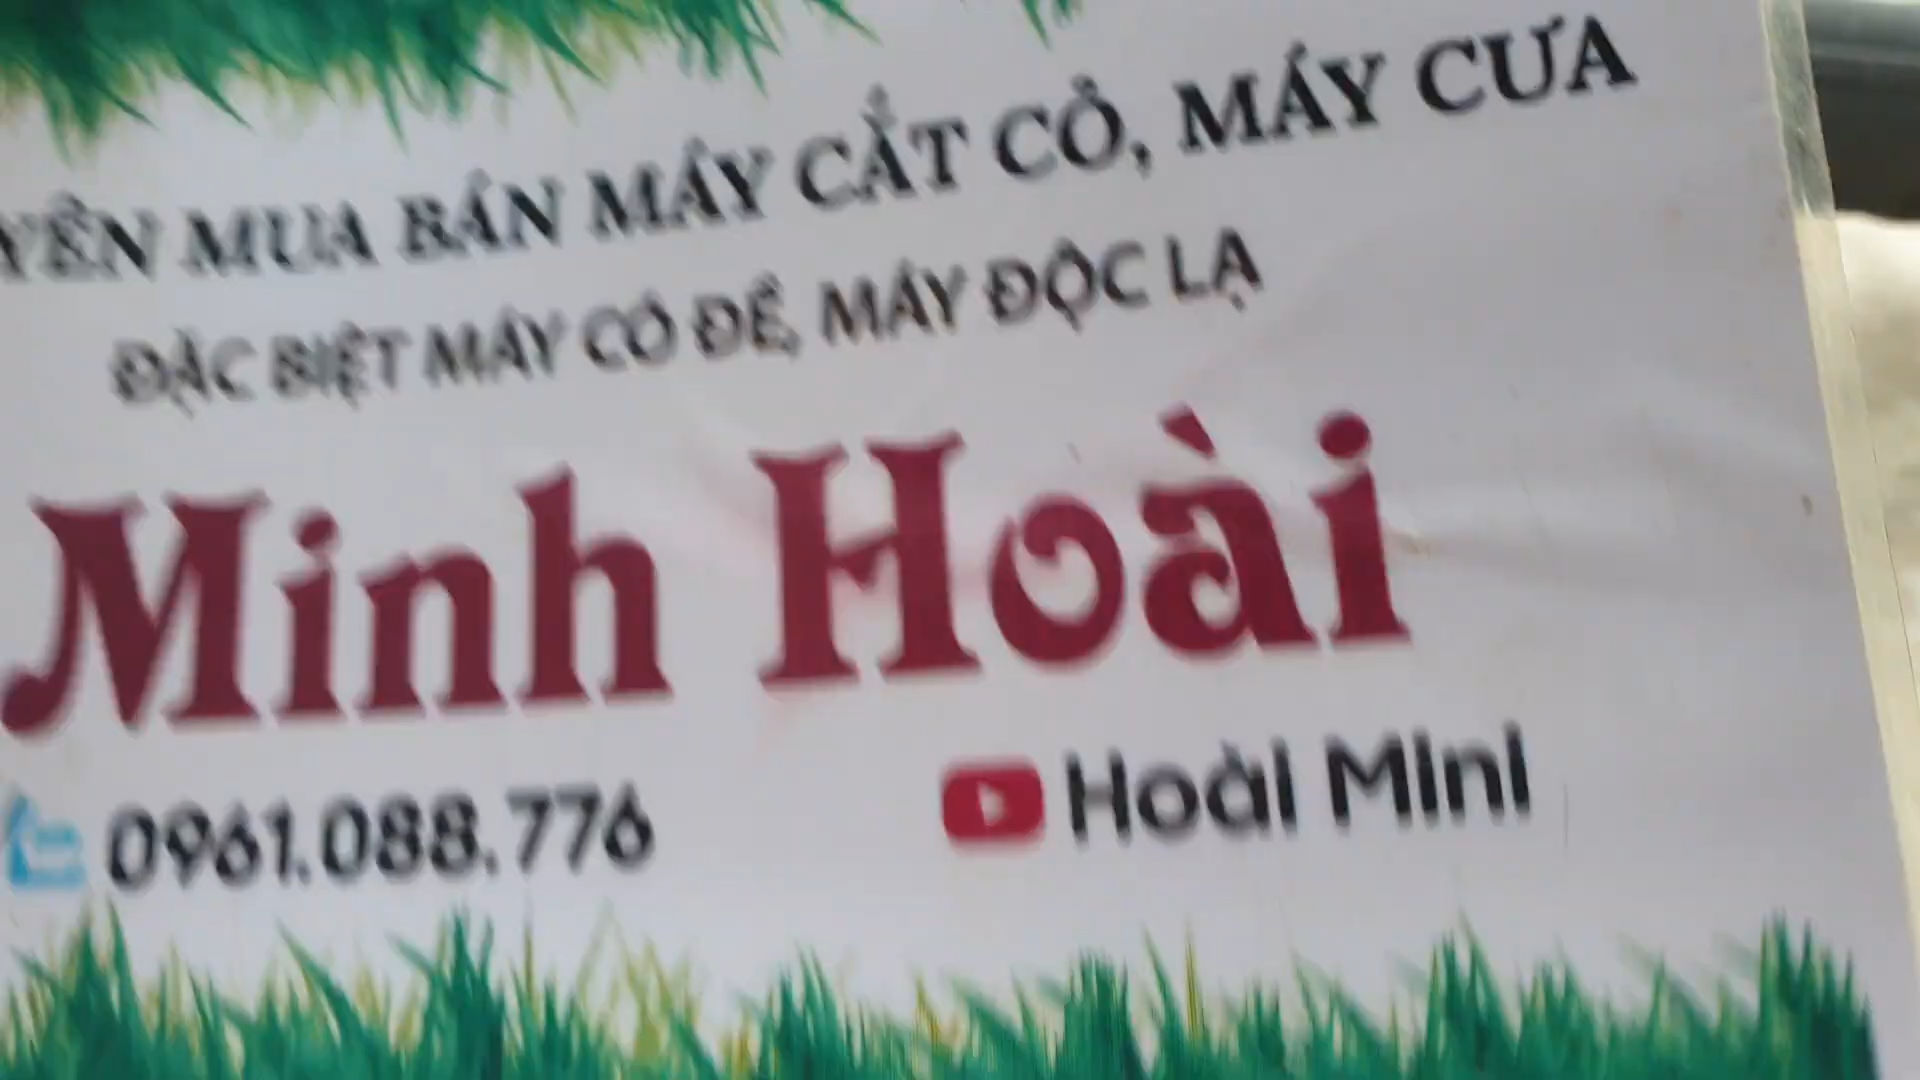 YÊN MUA BÁN MÁY CẮT CỎ, MÁY CƯA
ĐẶC BIỆT MÁY CÓ ĐỀ, MÁY ĐỘC LẠ
Minh Hoài
0961.088.776
Hoài Mini